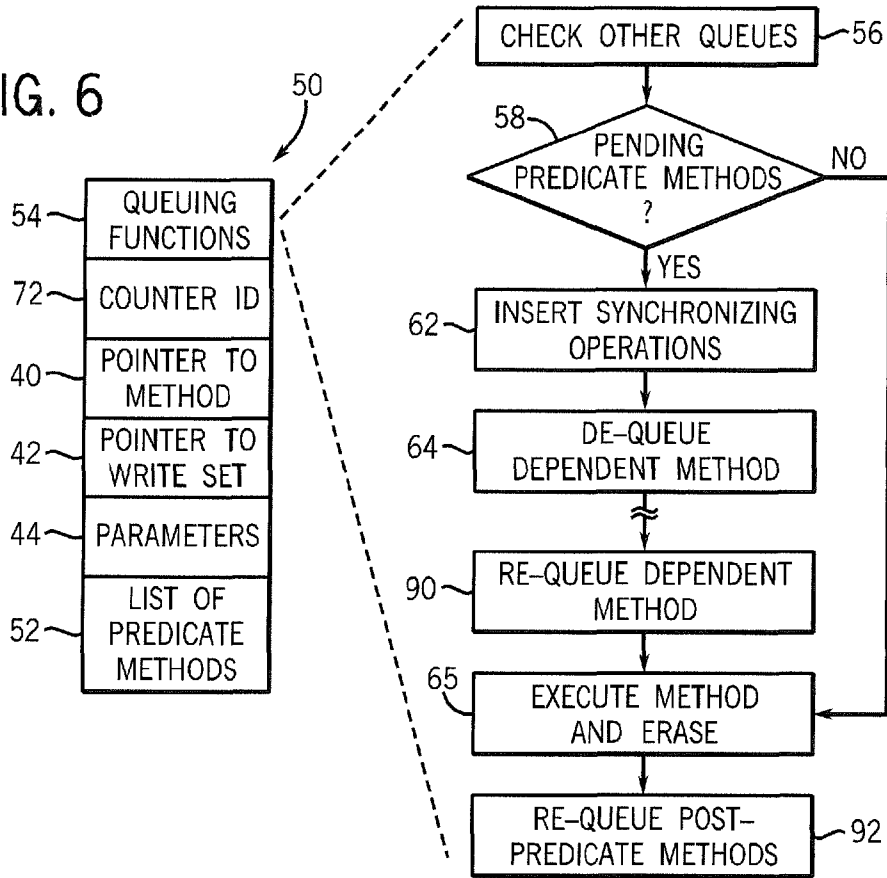 IG. 6
50
54
QUEUING
FUNCTIONS
72
COUNTER ID
40
POINTER TO
METHOD
42
POINTER TO
WRITE SET
44
PARAMETERS
52
LIST OF
PREDICATE
METHODS
CHECK OTHER QUEUES
56
58
PENDING
PREDICATE METHODS
?
NO
YES
62
INSERT SYNCHRONIZING
OPERATIONS
64
DE-QUEUE
DEPENDENT METHOD
90
RE-QUEUE DEPENDENT
METHOD
65
EXECUTE METHOD
AND ERASE
RE-QUEUE POST-
PREDICATE METHODS
92